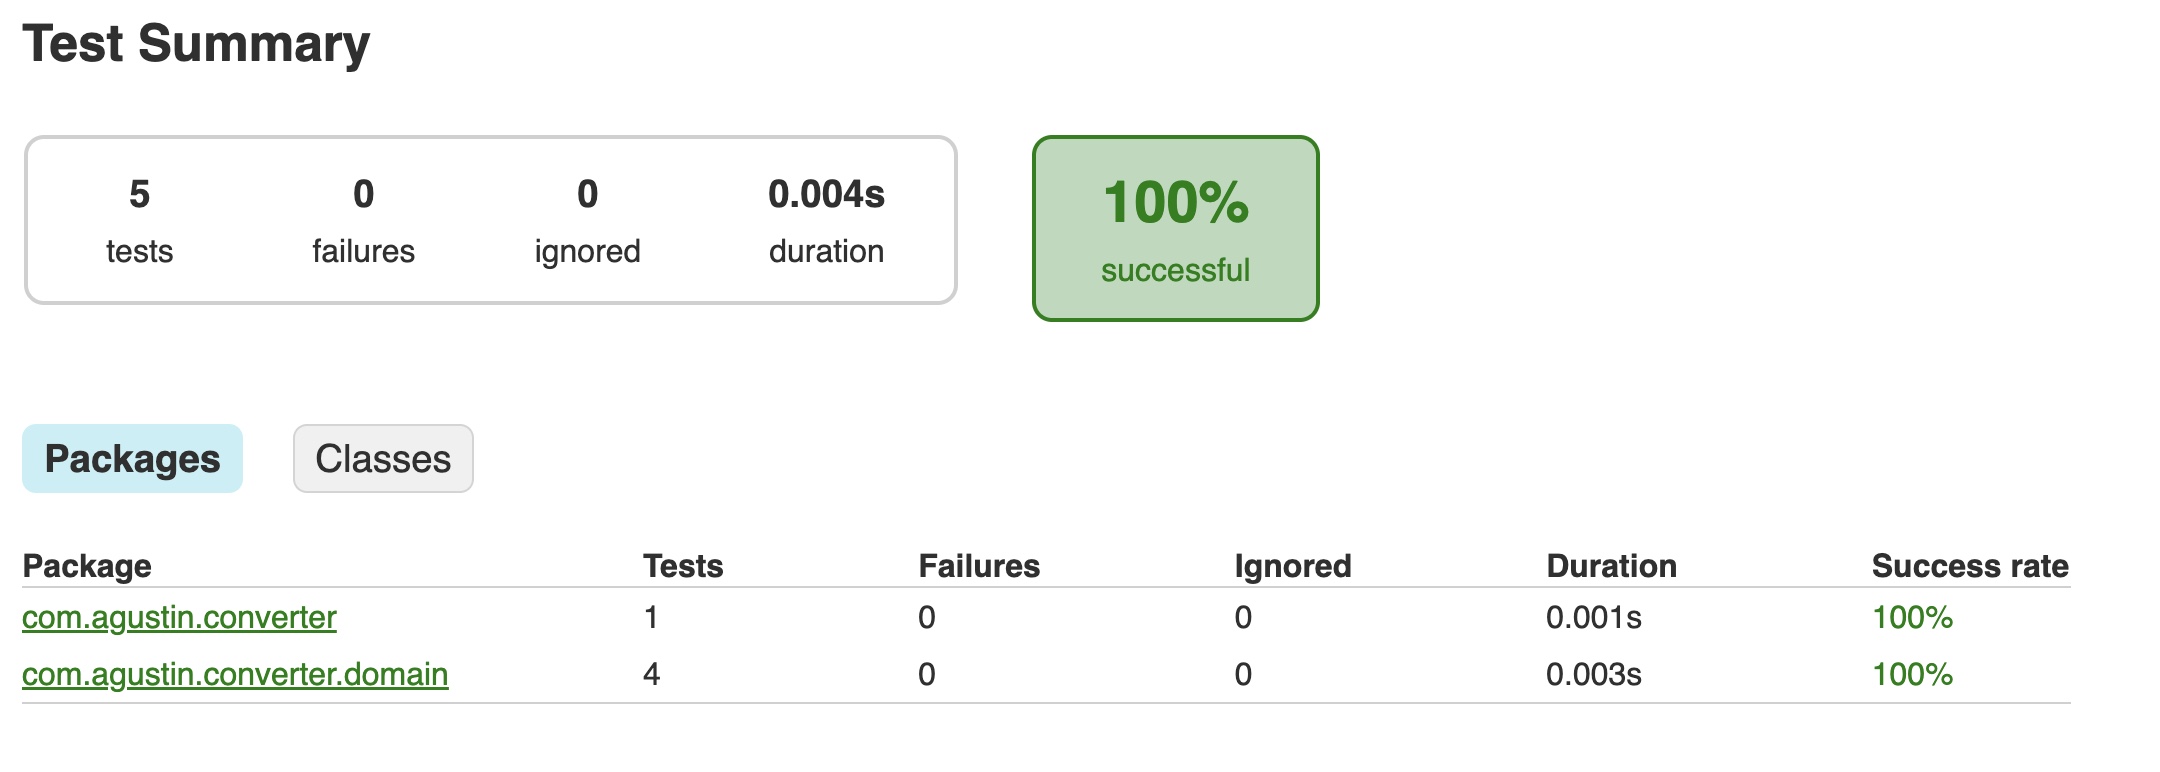 Test Summary
5 0 0 0.004s
tests failures ignored duration
100%
successful
Packages Classes
Package Tests Failures Ignored Duration Success rate
com.agustin.converter 1 0 0 0.001s 100%
com.agustin.converter.domain 4 0 0 0.003s 100%